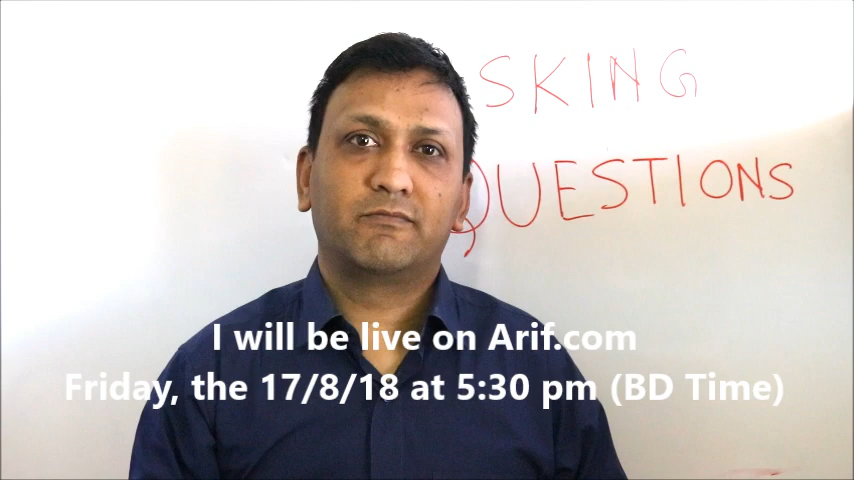 SKING
QUESTIONS
I will be live on Arif.com
Friday, the 17/8/18 at 5:30 pm (BD Time)